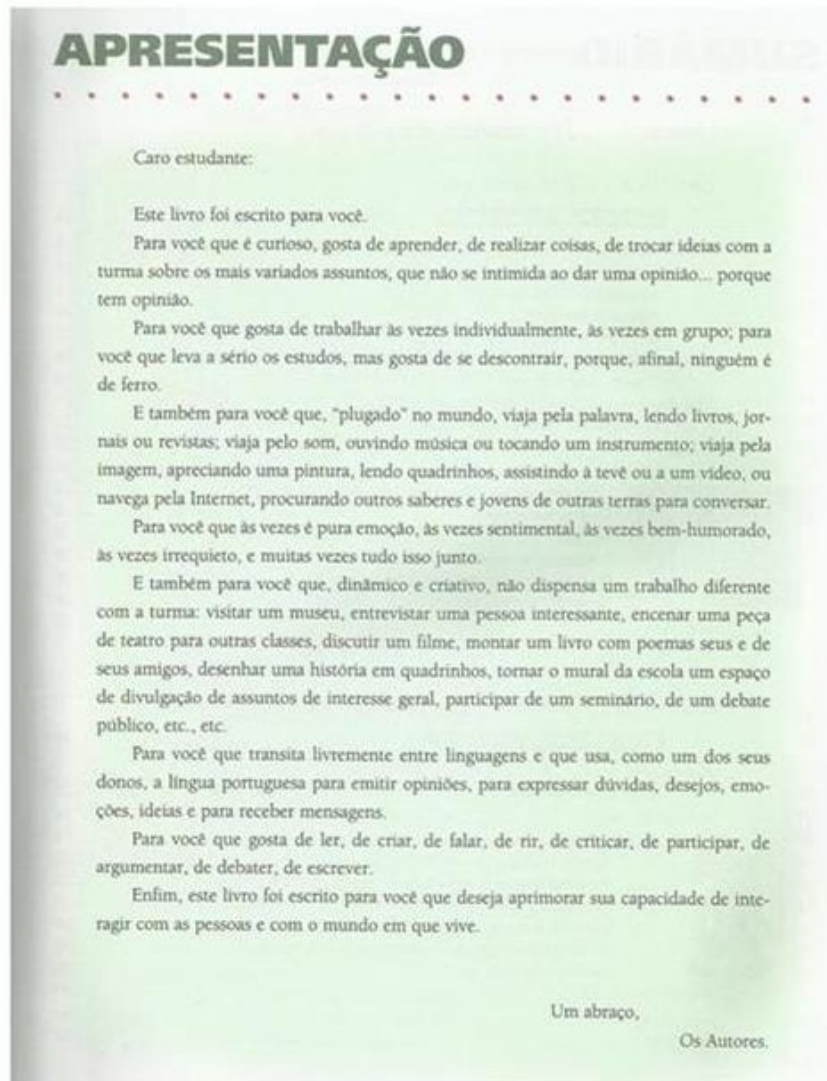 APRESENTAÇÃO
Caro estudante:
Este livro foi escrito para você.
Para você que é curioso, gosta de aprender, de realizar coisas, de trocar ideias com a
turma sobre os mais variados assuntos, que não se intimida ao dar uma opinião... porque
tem opinião.
Para você que gosta de trabalhar às vezes individualmente, às vezes em grupo; para
você que leva a sério os estudos, mas gosta de se descontrair, porque, afinal, ninguém é
de ferro.
E também para você que, "plugado" no mundo, viaja pela palavra, lendo livros, jor-
nais ou revistas; viaja pelo som, ouvindo música ou tocando um instrumento; viaja pela
imagem, apreciando uma pintura, lendo quadrinhos, assistindo à tevê ou a um vídeo, ou
navega pela Internet, procurando outros saberes e jovens de outras terras para conversar.
Para você que às vezes é pura emoção, às vezes sentimental, às vezes bem-humorado,
às vezes irrequieto, e muitas vezes tudo isso junto.
E também para você que, dinâmico e criativo, não dispensa um trabalho diferente
com a turma: visitar um museu, entrevistar uma pessoa interessante, encenar uma peça
de teatro para outras classes, discutir um filme, montar um livro com poemas seus e de
seus amigos, desenhar uma história em quadrinhos, tornar o mural da escola um espaço
de divulgação de assuntos de interesse geral, participar de um seminário, de um debate
público, etc., etc.
Para você que transita livremente entre linguagens e que usa, como um dos seus
donos, a língua portuguesa para emitir opiniões, para expressar dúvidas, desejos, emo-
ções, ideias e para receber mensagens.
Para você que gosta de ler, de criar, de falar, de rir, de criticar, de participar, de
argumentar, de debater, de escrever.
Enfim, este livro foi escrito para você que deseja aprimorar sua capacidade de inte-
ragir com as pessoas e com o mundo em que vive.
Um abraço,
Os Autores.